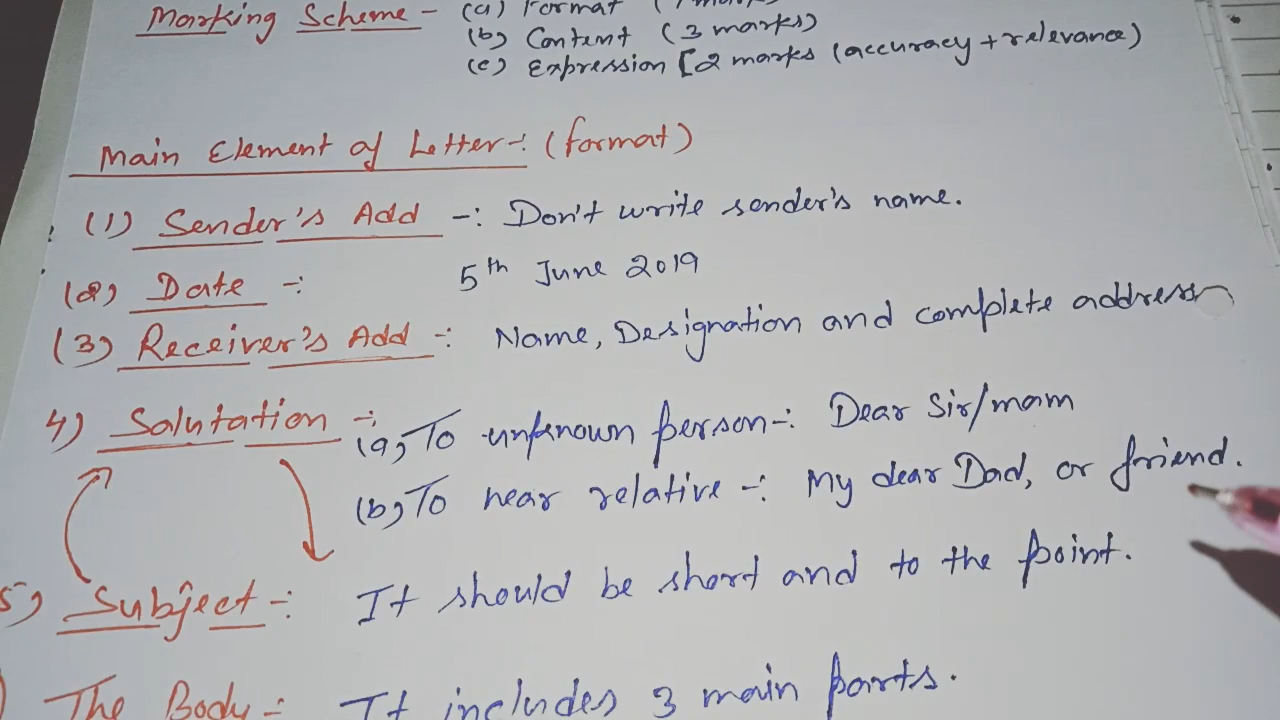 Marking Scheme - (a) Format (1 mark)
(b) Content (3 marks)
(c) Expression [2 marks (accuracy + relevance)
Main Element of Letter-: (format)
(1) Sender's Add -: Don't write sender's name.
(2) Date -: 5th June 2019
(3) Receiver's Add -: Name, Designation and complete address
4) Salutation -: (a) To unknown person-: Dear Sir/mam
(b) To near relative -: My dear Dad, or friend.
5) Subject -: It should be short and to the point.
) The Body -: It includes 3 main parts.